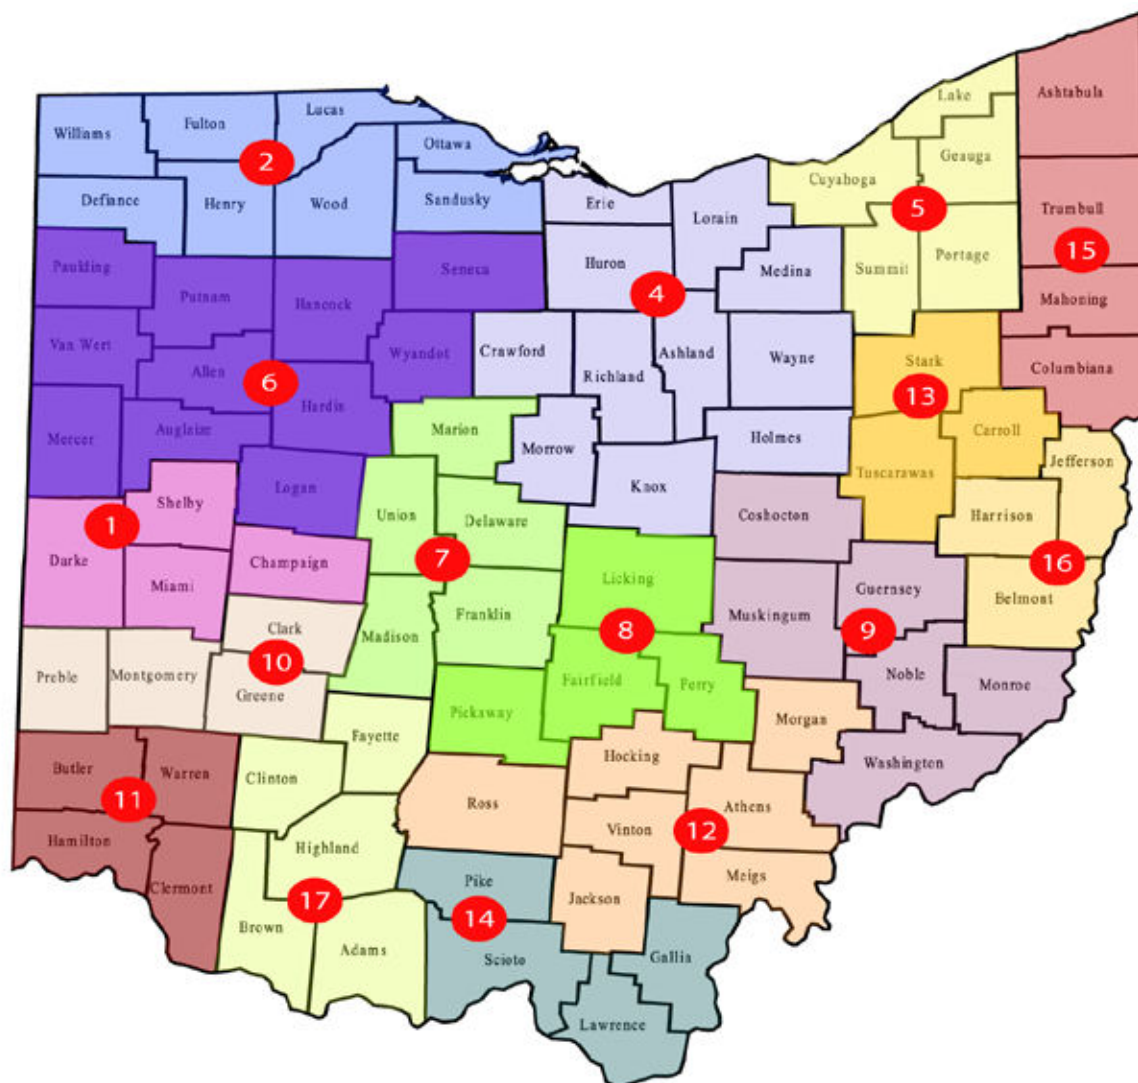 Lake
Ashtabula
Lucas
Fulton
Williams
Ottawa
2
Geauga
Cuyahoga
Defiance
Henry
Wood
Sandusky
Erie
Lorain
5
Trumbull
15
Huron
Medina
Summit
Portage
Paulding
Putnam
Hancock
Seneca
4
Mahoning
Van Wert
Allen
Wyandot
Crawford
Richland
Ashland
Wayne
Stark
Columbiana
6
13
Hardin
Mercer
Auglaize
Marion
Morrow
Holmes
Carroll
Jefferson
Tuscarawas
Logan
Knox
Shelby
Union
Delaware
Coshocton
Harrison
1
Darke
Champaign
7
16
Miami
Licking
Guernsey
Belmont
Clark
Madison
Franklin
8
Muskingum
9
10
Preble
Montgomery
Greene
Fairfield
Perry
Noble
Monroe
Pickaway
Morgan
Fayette
Hocking
Washington
Butler
Warren
Clinton
11
Ross
Athens
Vinton
12
Hamilton
Highland
Clermont
Pike
Jackson
Meigs
17
14
Brown
Adams
Scioto
Gallia
Lawrence